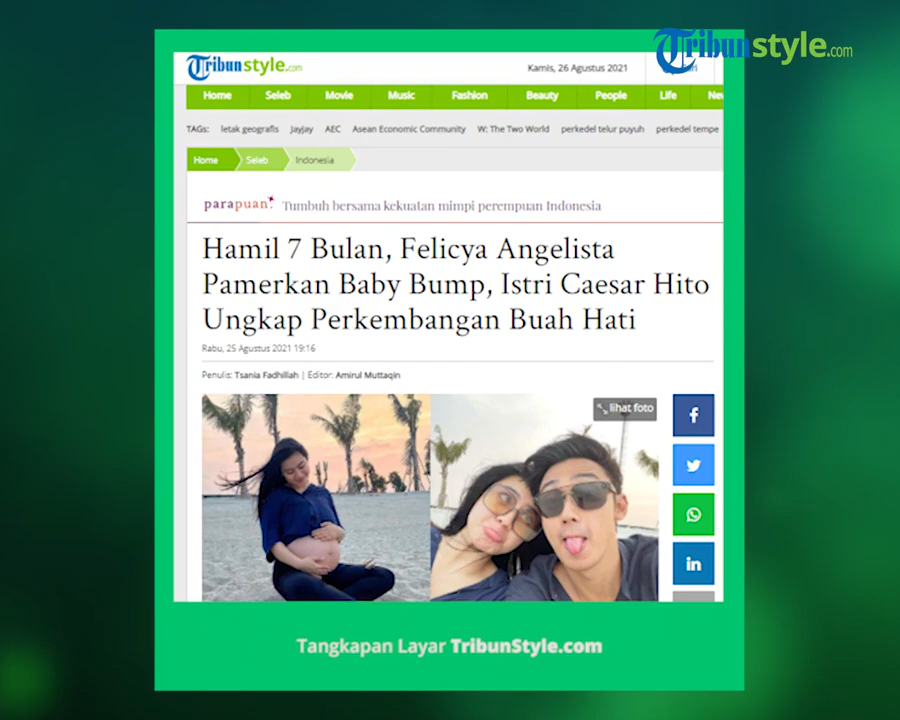 Tribunstyle.com
Tribunstyle.com
Kamis, 26 Agustus 2021
Home Seleb Movie Music Fashion Beauty People Life
TAGs: letak geografis Jayjay AEC Asean Economic Community W: The Two World perkedel telur puyuh perkedel tempe
Home Seleb Indonesia
parapuan. Tumbuh bersama kekuatan mimpi perempuan Indonesia
Hamil 7 Bulan, Felicya Angelista
Pamerkan Baby Bump, Istri Caesar Hito
Ungkap Perkembangan Buah Hati
Rabu, 25 Agustus 2021 19:16
Penulis: Tsania Fadhillah | Editor: Amirul Muttaqin
lihat foto
f
in
Tangkapan Layar TribunStyle.com